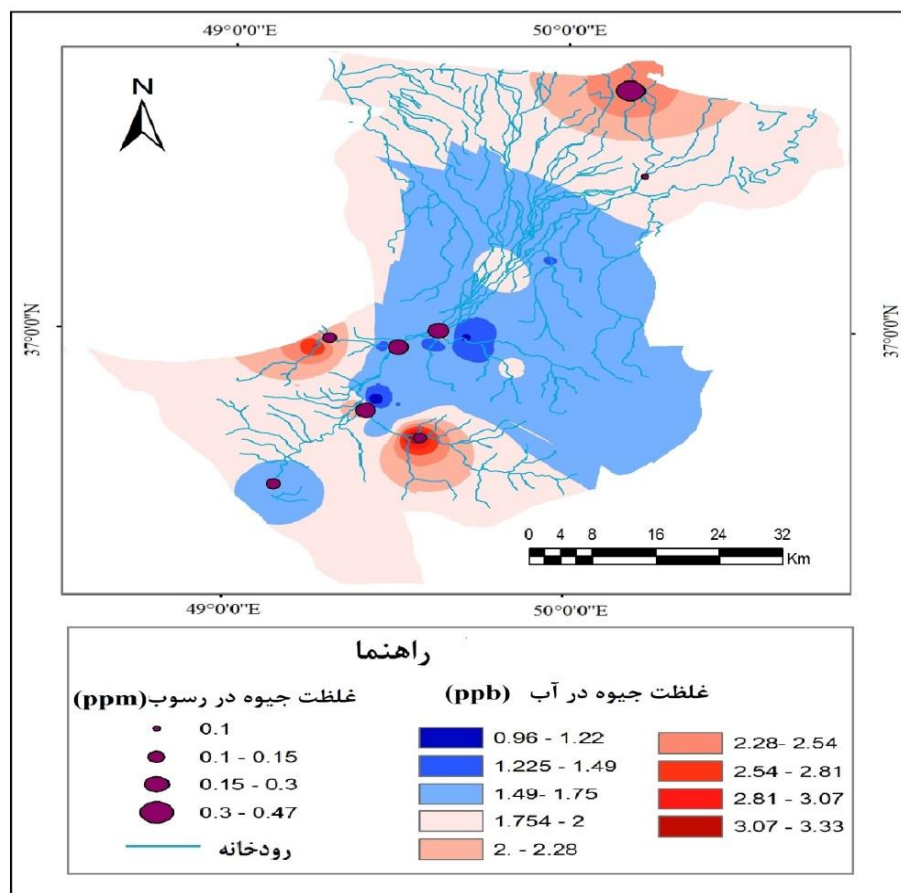 49°0'0"E 50°0'0"E
N
37°0'0"N 37°0'0"N
0 4 8 16 24 32
Km
49°0'0"E 50°0'0"E
راهنما
غلظت جیوه در رسوب(ppm)
0.1
0.1 - 0.15
0.15 - 0.3
0.3 - 0.47
رودخانه
غلظت جیوه در آب (ppb)
0.96 - 1.22
1.225 - 1.49
1.49- 1.75
1.754 - 2
2. - 2.28
2.28- 2.54
2.54 - 2.81
2.81 - 3.07
3.07 - 3.33